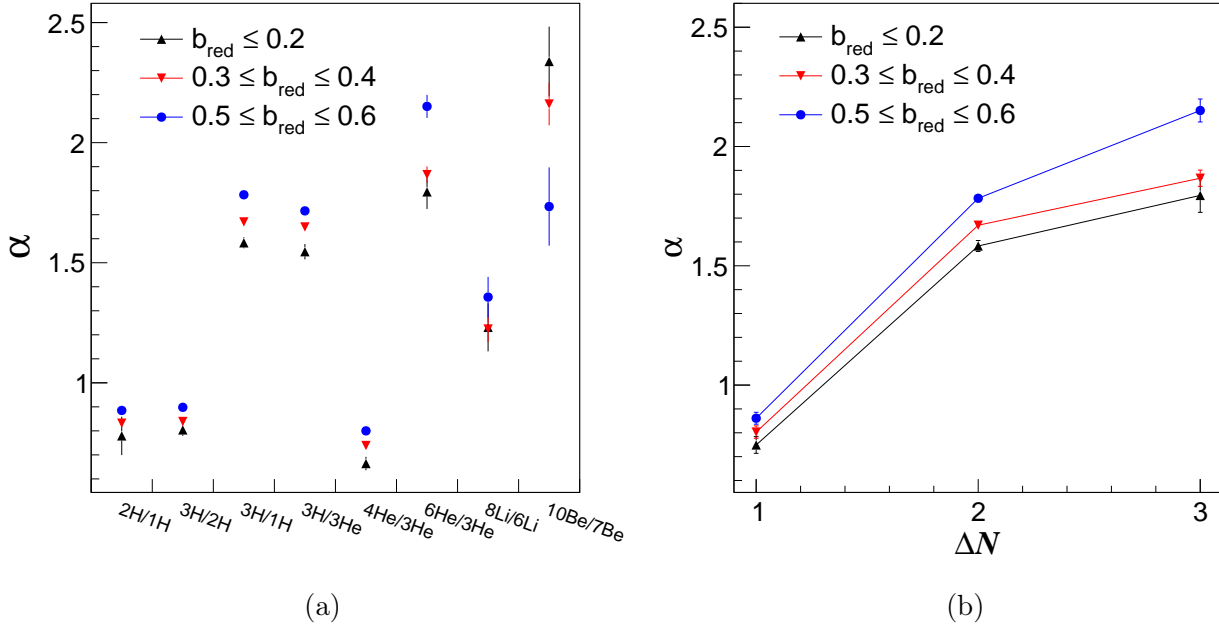 2.5
2
1.5
1
α
b_red ≤ 0.2
0.3 ≤ b_red ≤ 0.4
0.5 ≤ b_red ≤ 0.6
2H/1H
3H/2H
3H/1H
3H/3He
4He/3He
6He/3He
8Li/6Li
10Be/7Be
(a)
2.5
2
1.5
1
α
b_red ≤ 0.2
0.3 ≤ b_red ≤ 0.4
0.5 ≤ b_red ≤ 0.6
1
2
3
ΔN
(b)